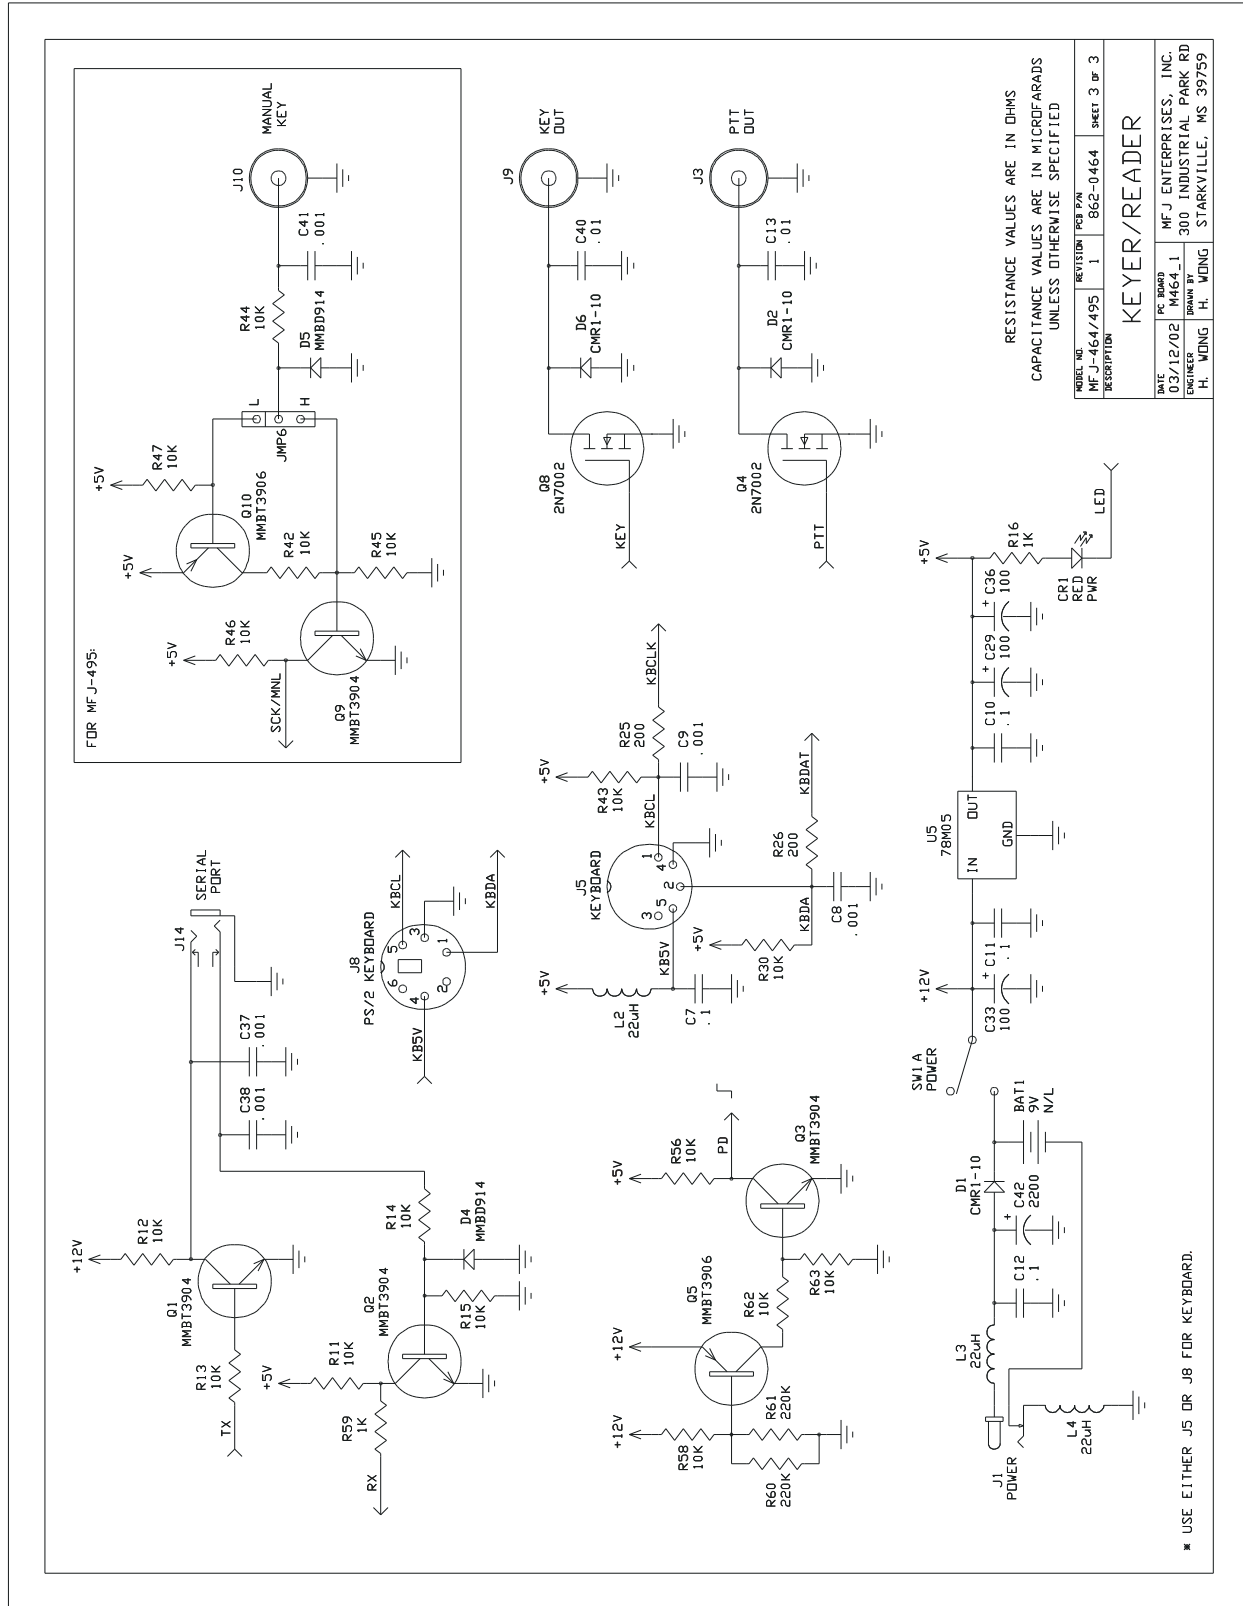 FOR MFJ-495:
+12V
R12
10K
Q1
MMBT3904
R13
10K
TX
C38
.001
C37
.001
J14
SERIAL
PORT
+5V
R11
10K
R59
1K
RX
Q2
MMBT3904
R15
10K
D4
MMBD914
R14
10K
J8
PS/2 KEYBOARD
6
5
4
3
2
1
KB5V
KBCL
KBDA
SCK/MNL
+5V
R46
10K
Q9
MMBT3904
+5V
Q10
MMBT3906
R42
10K
R45
10K
+5V
R47
10K
L
JMP6
H
D5
MMBD914
R44
10K
C41
.001
J10
MANUAL
KEY
+12V
R58
10K
R60
220K
R61
220K
+12V
Q5
MMBT3906
R62
10K
R63
10K
+5V
R56
10K
PD
Q3
MMBT3904
+5V
L2
22uH
C7
.1
KB5V
J5
KEYBOARD
3
5
2
4
1
+5V
R30
10K
KBDA
C8
.001
R26
200
KBDAT
+5V
R43
10K
KBCL
C9
.001
R25
200
KBCLK
KEY
Q8
2N7002
D6
CMR1-10
C40
.01
J9
KEY
OUT
PTT
Q4
2N7002
D2
CMR1-10
C13
.01
J3
PTT
OUT
J1
POWER
L3
22uH
L4
22uH
C12
.1
+
C42
2200
D1
CMR1-10
BAT1
9V
N/L
SW1A
POWER
+12V
+
C33
100
C11
.1
U5
78M05
IN
OUT
GND
C10
.1
+
C29
100
+
C36
100
+5V
R16
1K
CR1
RED
PWR
LED
RESISTANCE VALUES ARE IN OHMS
CAPACITANCE VALUES ARE IN MICROFARADS
UNLESS OTHERWISE SPECIFIED
MODEL NO.
MFJ-464/495
REVISION
1
PCB P/N
862-0464
SHEET 3 OF 3
DESCRIPTION
KEYER/READER
DATE
03/12/02
PC BOARD
M464_1
ENGINEER
H. WONG
DRAWN BY
H. WONG
MFJ ENTERPRISES, INC.
300 INDUSTRIAL PARK RD
STARKVILLE, MS 39759
* USE EITHER J5 OR J8 FOR KEYBOARD.